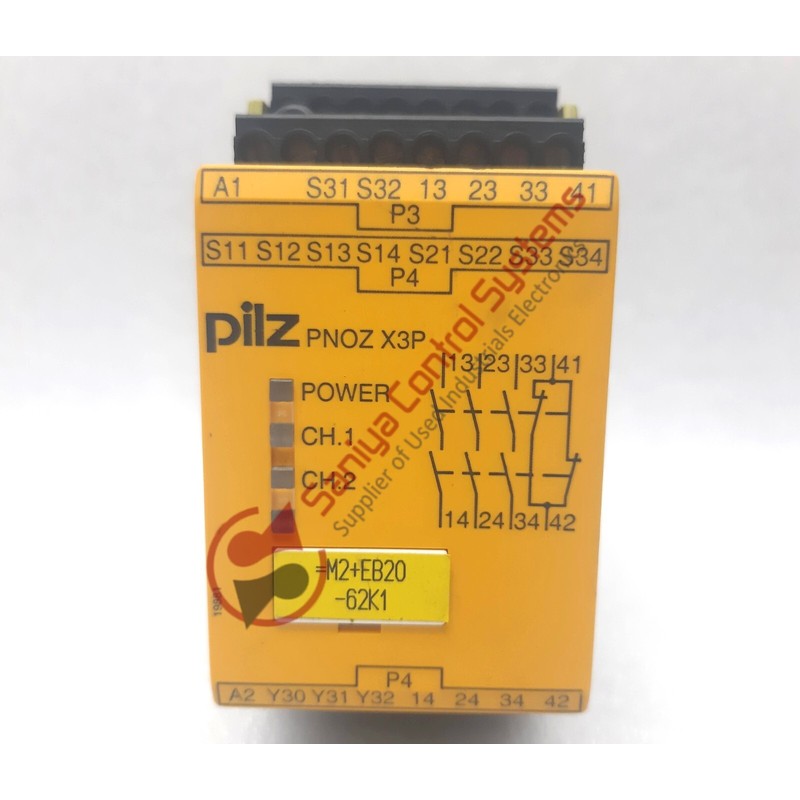 A1 S31 S32 13 23 33 41
P3
S11 S12 S13 S14 S21 S22 S33 S34
P4
pilz PNOZ X3P
13 23 33 41
POWER
CH.1
CH.2
14 24 34 42
=M2+EB20
-62K1
P4
A2 Y30 Y31 Y32 14 24 34 42
Saniya Control Systems
Supplier of Used Industrials Electronics